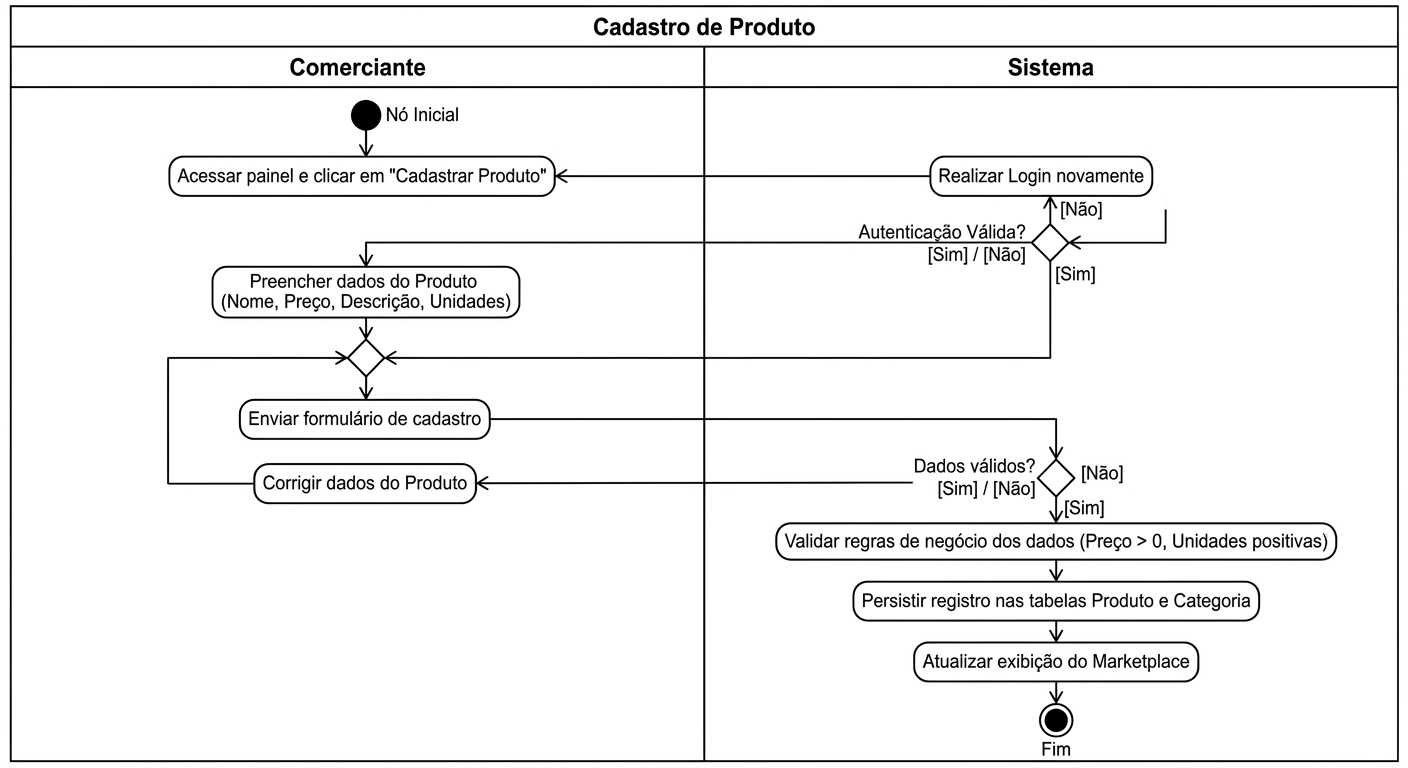 Cadastro de Produto
Comerciante
Sistema
Nó Inicial
Acessar painel e clicar em "Cadastrar Produto"
Realizar Login novamente
[Não]
Autenticação Válida?
[Sim] / [Não]
[Sim]
Preencher dados do Produto
(Nome, Preço, Descrição, Unidades)
Enviar formulário de cadastro
Dados válidos?
[Sim] / [Não]
[Não]
Corrigir dados do Produto
[Sim]
Validar regras de negócio dos dados (Preço > 0, Unidades positivas)
Persistir registro nas tabelas Produto e Categoria
Atualizar exibição do Marketplace
Fim